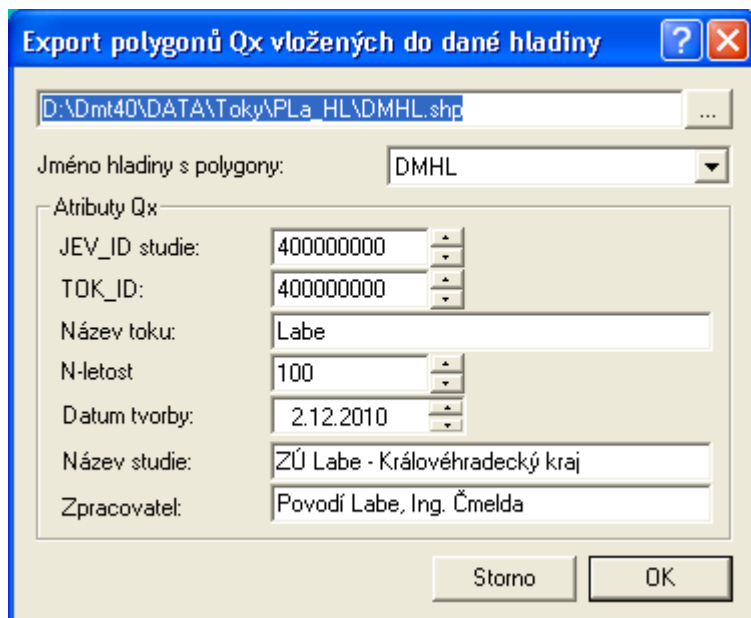 Export polygonů Qx vložených do dané hladiny
D:\Dmt40\DATA\Toky\PLa_HL\DMHL.shp ...
Jméno hladiny s polygony: DMHL
Atributy Qx
JEV_ID studie: 400000000
TOK_ID: 400000000
Název toku: Labe
N-letost 100
Datum tvorby: 2.12.2010
Název studie: ZÚ Labe - Královéhradecký kraj
Zpracovatel: Povodí Labe, Ing. Čmelda
Storno OK